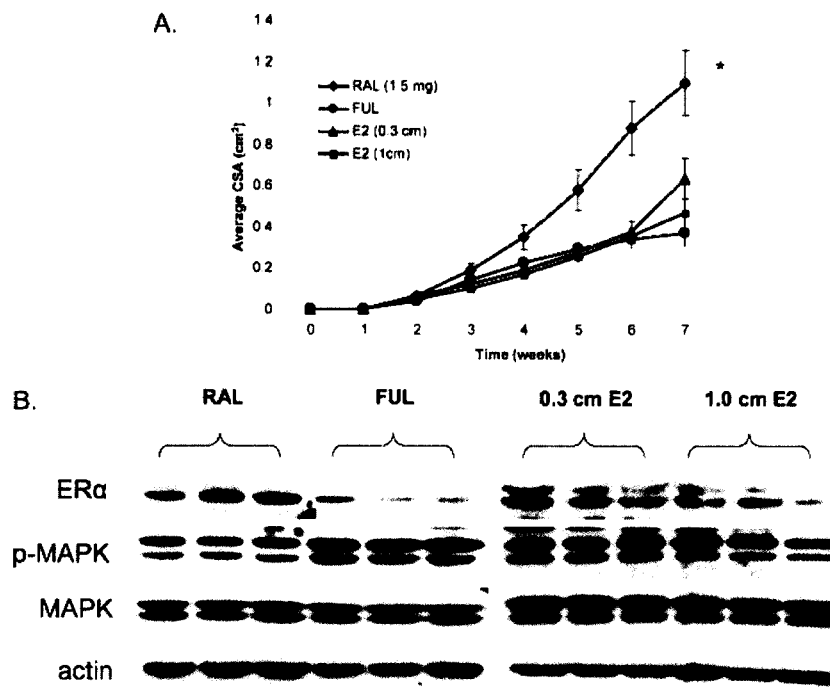 A.
1 4
1 2
1
0.8
0.6
0.4
0.2
0
Average CSA (cm²)
RAL (1 5 mg)
FUL
E2 (0.3 cm)
E2 (1cm)
*
0 1 2 3 4 5 6 7
Time (weeks)
B.
RAL FUL 0.3 cm E2 1.0 cm E2
ERα
p-MAPK
MAPK
actin